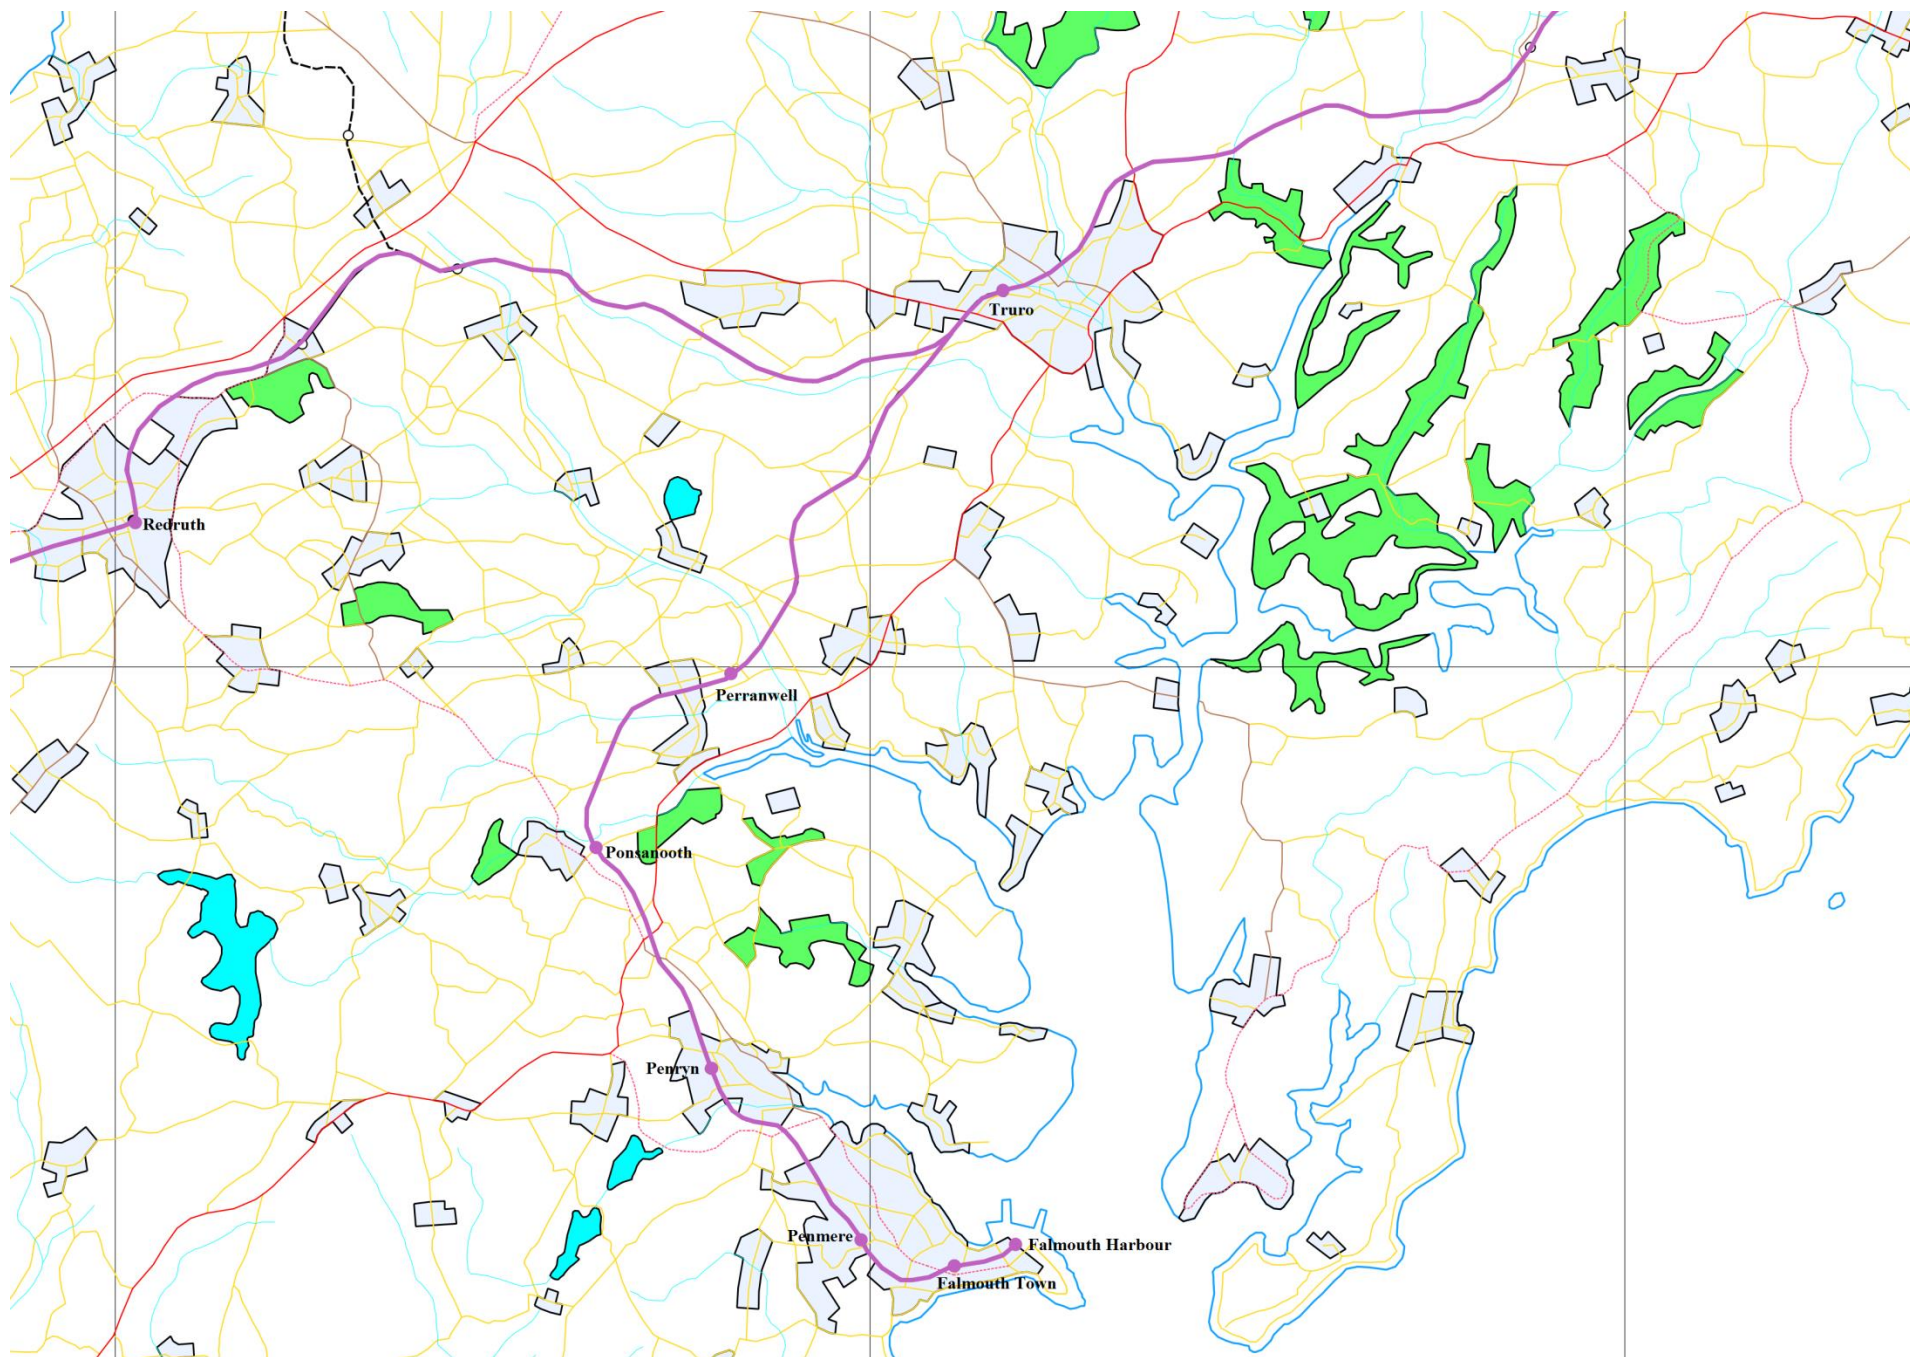 Truro
Redruth
Perranwell
Ponsanooth
Penryn
Penmere
Falmouth Harbour
Falmouth Town